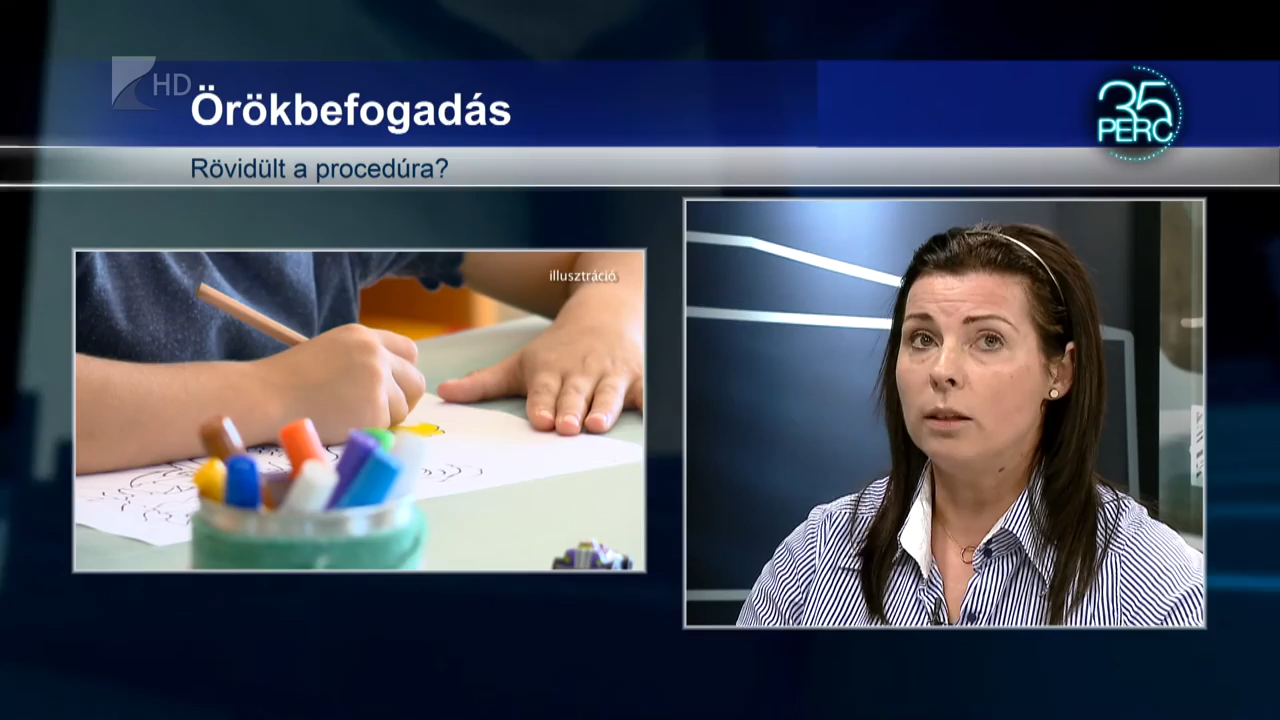 HD
Örökbefogadás
35
PERC
Rövidült a procedúra?
illusztráció